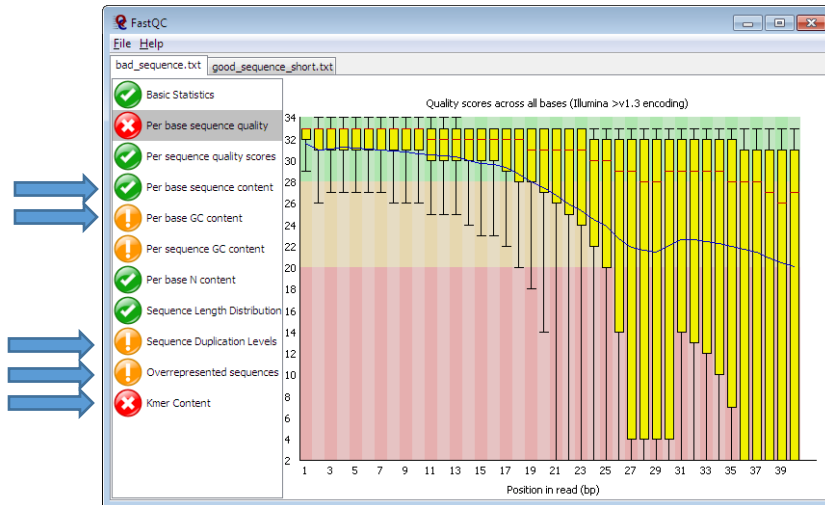 FastQC
File Help
bad_sequence.txt good_sequence_short.txt
Basic Statistics
Per base sequence quality
Per sequence quality scores
Per base sequence content
Per base GC content
Per sequence GC content
Per base N content
Sequence Length Distribution
Sequence Duplication Levels
Overrepresented sequences
Kmer Content
Quality scores across all bases (Illumina >v1.3 encoding)
34
32
30
28
26
24
22
20
18
16
14
12
10
8
6
4
2
1 3 5 7 9 11 13 15 17 19 21 23 25 27 29 31 33 35 37 39
Position in read (bp)